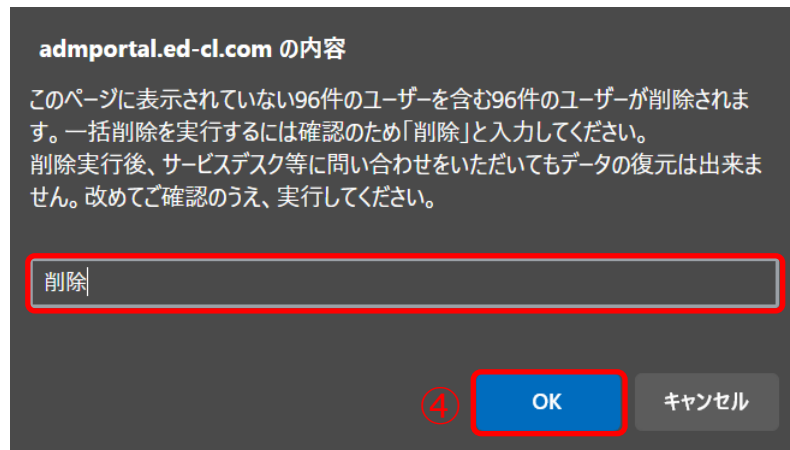 admportal.ed-cl.com の内容
このページに表示されていない96件のユーザーを含む96件のユーザーが削除されま
す。一括削除を実行するには確認のため「削除」と入力してください。
削除実行後、サービスデスク等に問い合わせをいただいてもデータの復元は出来ま
せん。改めてご確認のうえ、実行してください。
削除
④ OK キャンセル